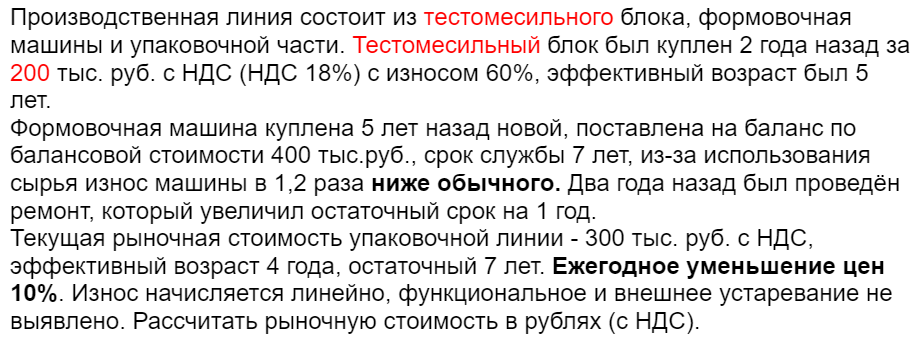 Производственная линия состоит из тестомесильного блока, формовочная
машины и упаковочной части. Тестомесильный блок был куплен 2 года назад за
200 тыс. руб. с НДС (НДС 18%) с износом 60%, эффективный возраст был 5
лет.
Формовочная машина куплена 5 лет назад новой, поставлена на баланс по
балансовой стоимости 400 тыс.руб., срок службы 7 лет, из-за использования
сырья износ машины в 1,2 раза ниже обычного. Два года назад был проведён
ремонт, который увеличил остаточный срок на 1 год.
Текущая рыночная стоимость упаковочной линии - 300 тыс. руб. с НДС,
эффективный возраст 4 года, остаточный 7 лет. Ежегодное уменьшение цен
10%. Износ начисляется линейно, функциональное и внешнее устаревание не
выявлено. Рассчитать рыночную стоимость в рублях (с НДС).